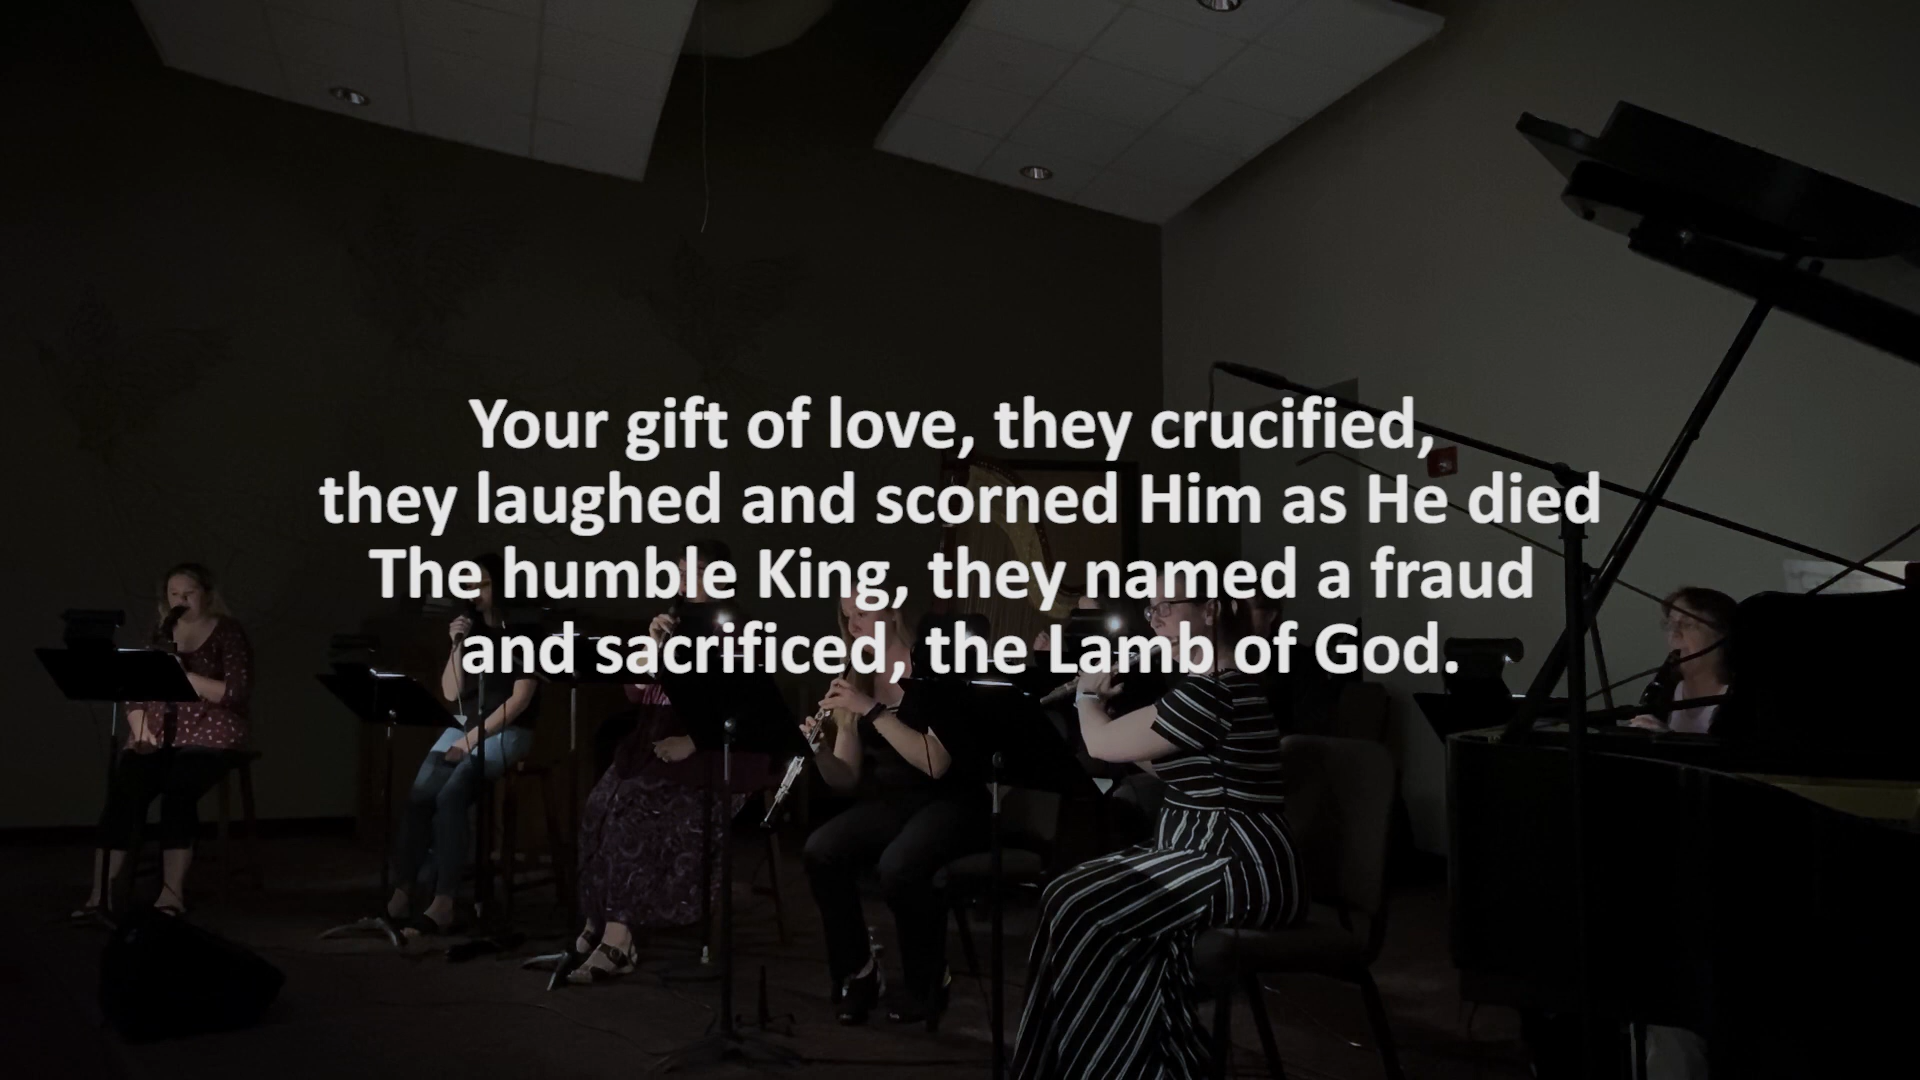 Your gift of love, they crucified,
they laughed and scorned Him as He died
The humble King, they named a fraud
and sacrificed, the Lamb of God.